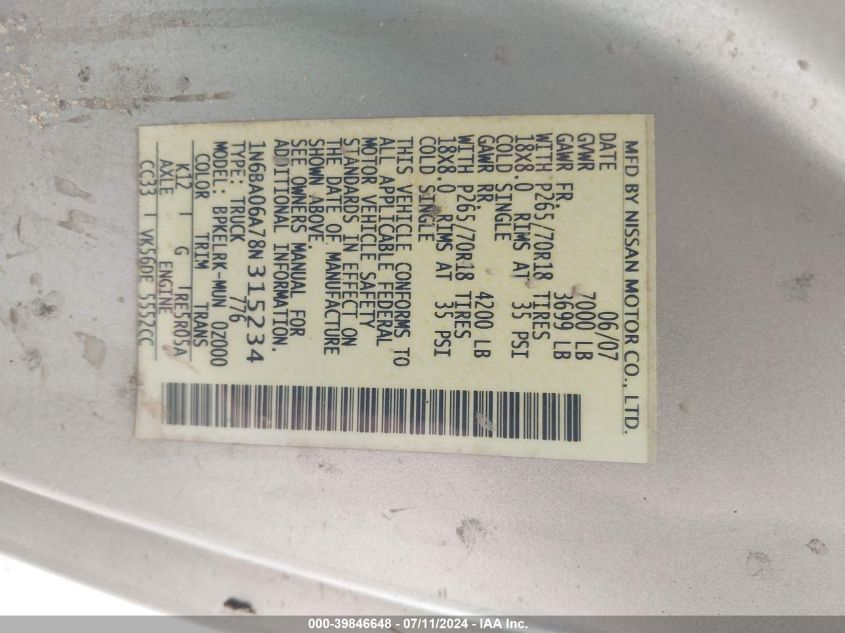 MFD BY NISSAN MOTOR CO., LTD.
DATE 06/07
GVWR 7000 LB
GAWR FR. 3699 LB
WITH P265/70R18 TIRES
18X8.0 RIMS AT 35 PSI
COLD SINGLE
GAWR RR. 4200 LB
WITH P265/70R18 TIRES
18X8.0 RIMS AT 35 PSI
COLD SINGLE
THIS VEHICLE CONFORMS TO
ALL APPLICABLE FEDERAL
MOTOR VEHICLE SAFETY
STANDARDS IN EFFECT ON
THE DATE OF MANUFACTURE
SHOWN ABOVE.
SEE OWNERS MANUAL FOR
ADDITIONAL INFORMATION.
1N6BA06A78N315234
TYPE: TRUCK 776
MODEL: BPKELRK-MUN 0Z000
COLOR TRIM TRANS
K12 | G | TRE5R05A
AXLE ENGINE
CC33 | VK56DE 5552CC
000-39846648 - 07/11/2024 - IAA Inc.